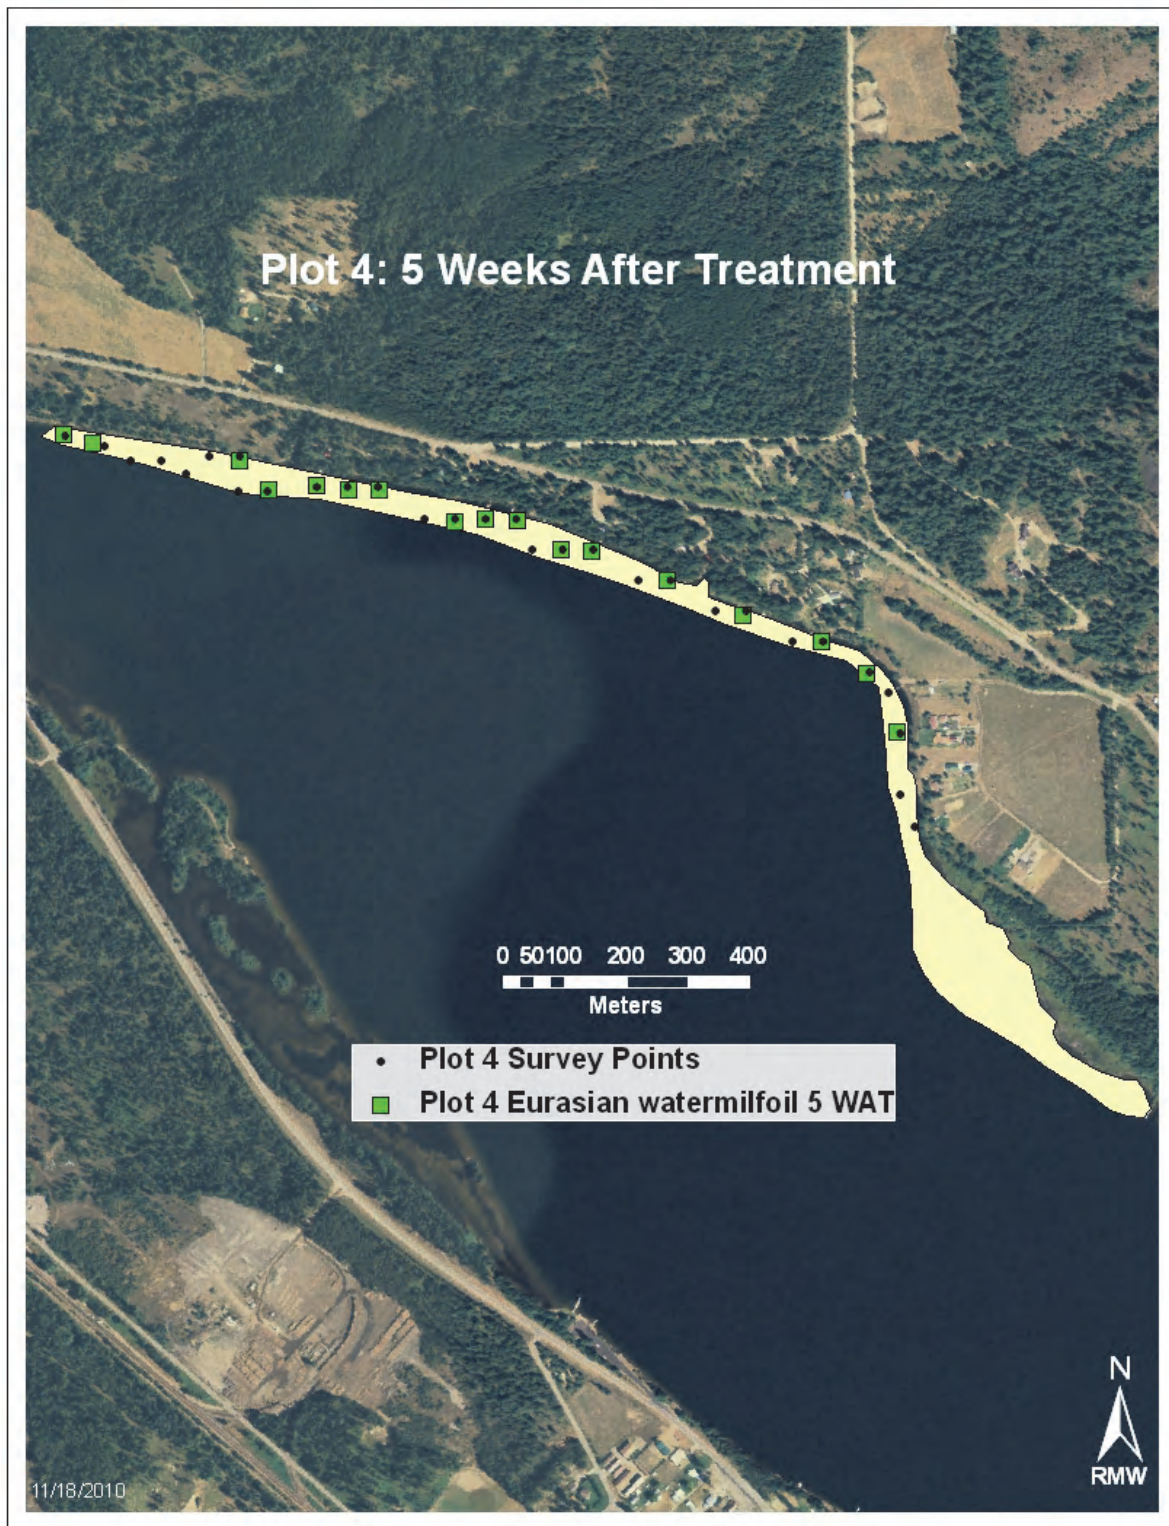 Plot 4: 5 Weeks After Treatment
0 50100 200 300 400
Meters
Plot 4 Survey Points
Plot 4 Eurasian watermilfoil 5 WAT
N
RMW
11/18/2010